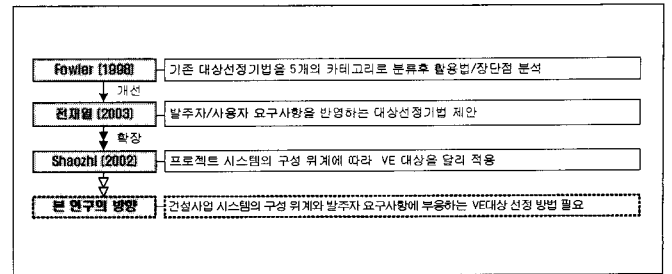 Fowler (1998) 기존 대상선정기법을 5개의 카테고리로 분류후 활용법/장단점 분석
개선
전재열 (2003) 발주자/사용자 요구사항을 반영하는 대상선정기법 제안
확장
Shaozhi (2002) 프로젝트 시스템의 구성 위계에 따라 VE 대상을 달리 적용
본 연구의 방향 건설사업 시스템의 구성 위계와 발주자 요구사항에 부응하는 VE대상 선정 방법 필요